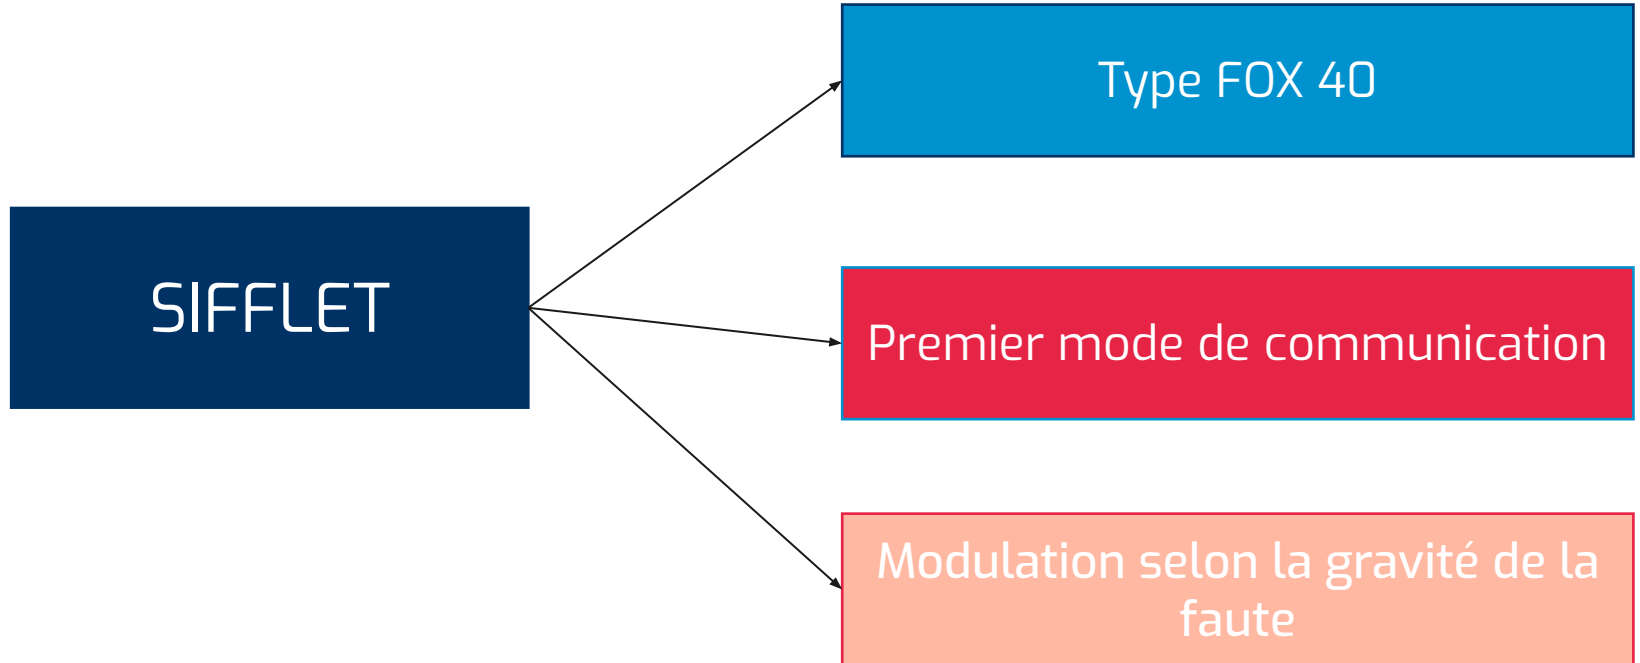 SIFFLET
Type FOX 40
Premier mode de communication
Modulation selon la gravité de la
faute